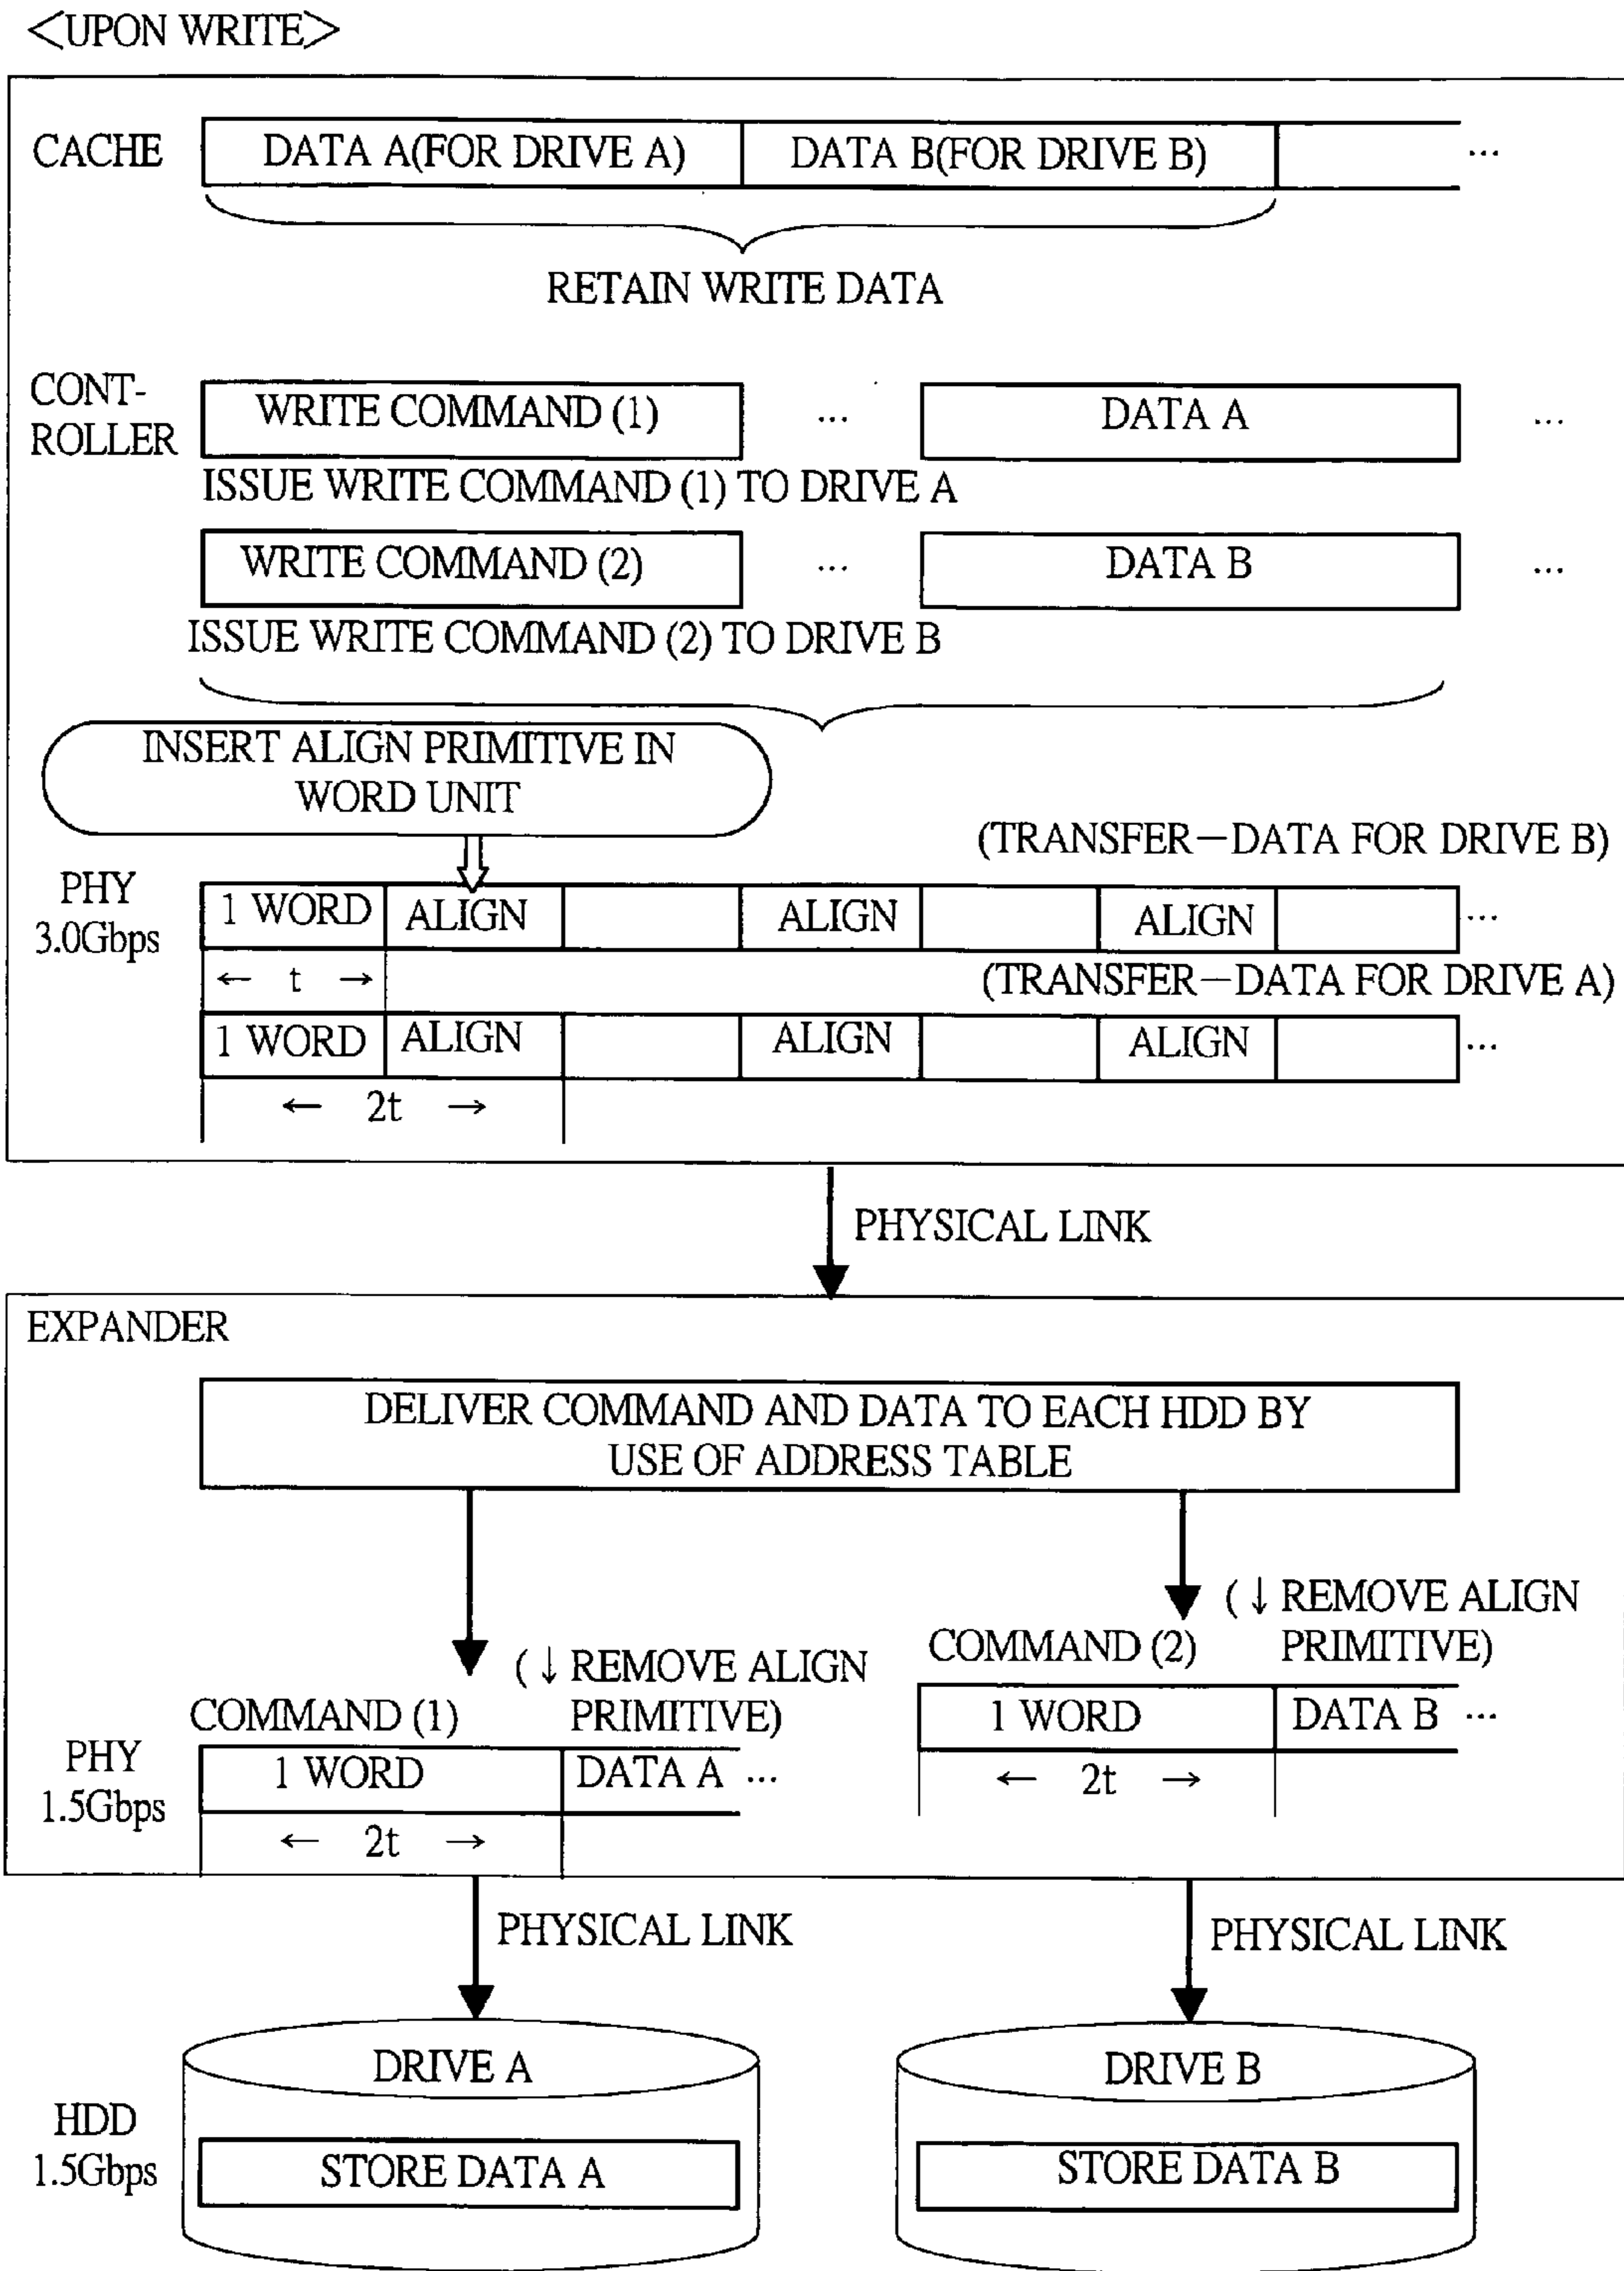 <UPON WRITE>
CACHE
DATA A(FOR DRIVE A)
DATA B(FOR DRIVE B)
...
RETAIN WRITE DATA
CONT-
ROLLER
WRITE COMMAND (1)
...
DATA A
...
ISSUE WRITE COMMAND (1) TO DRIVE A
WRITE COMMAND (2)
...
DATA B
...
ISSUE WRITE COMMAND (2) TO DRIVE B
INSERT ALIGN PRIMITIVE IN
WORD UNIT
(TRANSFER-DATA FOR DRIVE B)
PHY
3.0Gbps
1 WORD
ALIGN
ALIGN
ALIGN
...
← t →
(TRANSFER-DATA FOR DRIVE A)
1 WORD
ALIGN
ALIGN
ALIGN
...
← 2t →
PHYSICAL LINK
EXPANDER
DELIVER COMMAND AND DATA TO EACH HDD BY
USE OF ADDRESS TABLE
(↓ REMOVE ALIGN
PRIMITIVE)
COMMAND (2)
1 WORD
DATA B ...
← 2t →
(↓ REMOVE ALIGN
PRIMITIVE)
COMMAND (1)
PHY
1.5Gbps
1 WORD
DATA A ...
← 2t →
PHYSICAL LINK
PHYSICAL LINK
DRIVE A
DRIVE B
HDD
1.5Gbps
STORE DATA A
STORE DATA B